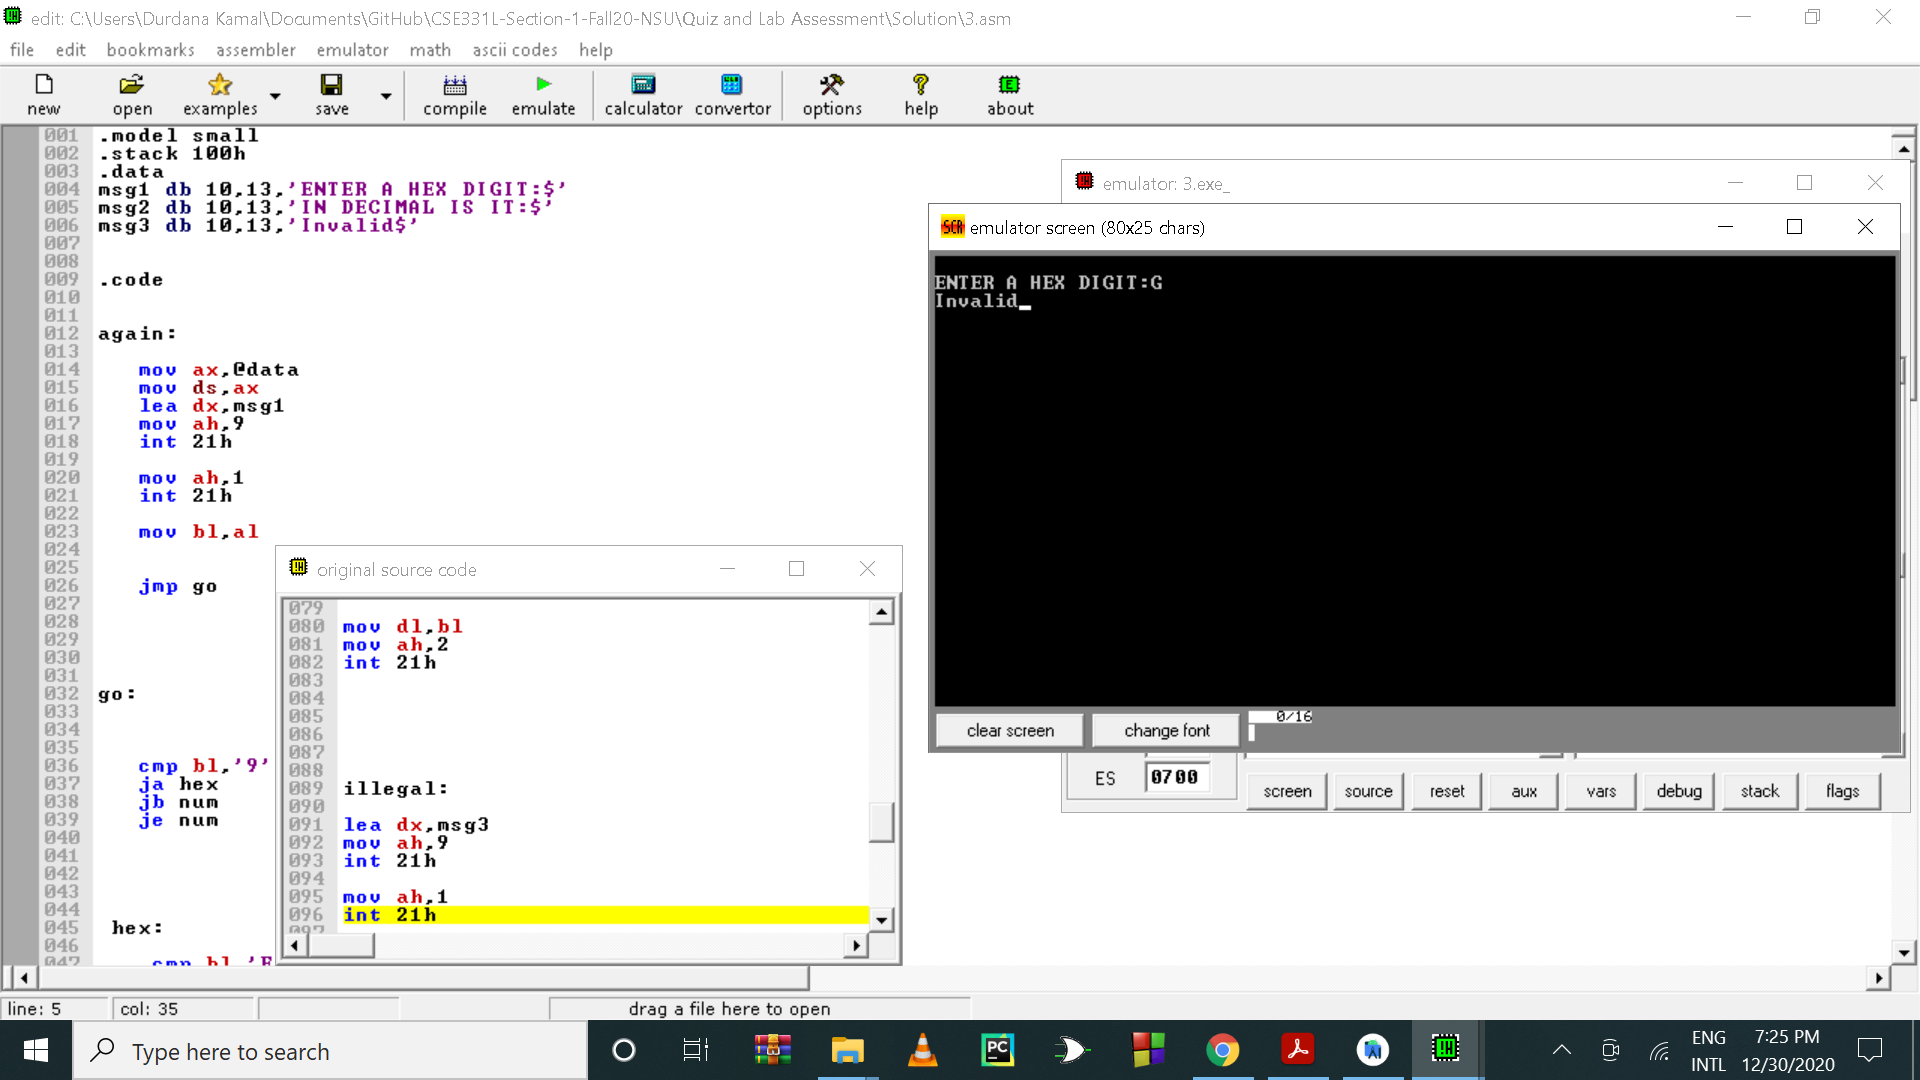 edit: C:\Users\Durdana Kamal\Documents\GitHub\CSE331L-Section-1-Fall20-NSU\Quiz and Lab Assessment\Solution\3.asm
file edit bookmarks assembler emulator math ascii codes help
new open examples save compile emulate calculator convertor options help about
001 .model small
002 .stack 100h
003 .data
004 msg1 db 10,13,'ENTER A HEX DIGIT:$'
005 msg2 db 10,13,'IN DECIMAL IS IT:$'
006 msg3 db 10,13,'Invalid$'
007
008
009 .code
010
011
012 again:
013
014 mov ax,@data
015 mov ds,ax
016 lea dx,msg1
017 mov ah,9
018 int 21h
019
020 mov ah,1
021 int 21h
022
023 mov bl,al
024
025
026 jmp go
027
028
029
030
031
032 go:
033
034
035
036 cmp bl,'9'
037 ja hex
038 jb num
039 je num
040
041
042
043
044
045 hex:
046
047 cmp bl
original source code
079
080 mov dl,bl
081 mov ah,2
082 int 21h
083
084
085
086
087
088
089 illegal:
090
091 lea dx,msg3
092 mov ah,9
093 int 21h
094
095 mov ah,1
096 int 21h
097
emulator: 3.exe_
SCR emulator screen (80x25 chars)
ENTER A HEX DIGIT:G
Invalid_
clear screen change font 0/16
ES 0700
screen source reset aux vars debug stack flags
line: 5 col: 35 drag a file here to open
Type here to search
PC
ENG 7:25 PM
INTL 12/30/2020